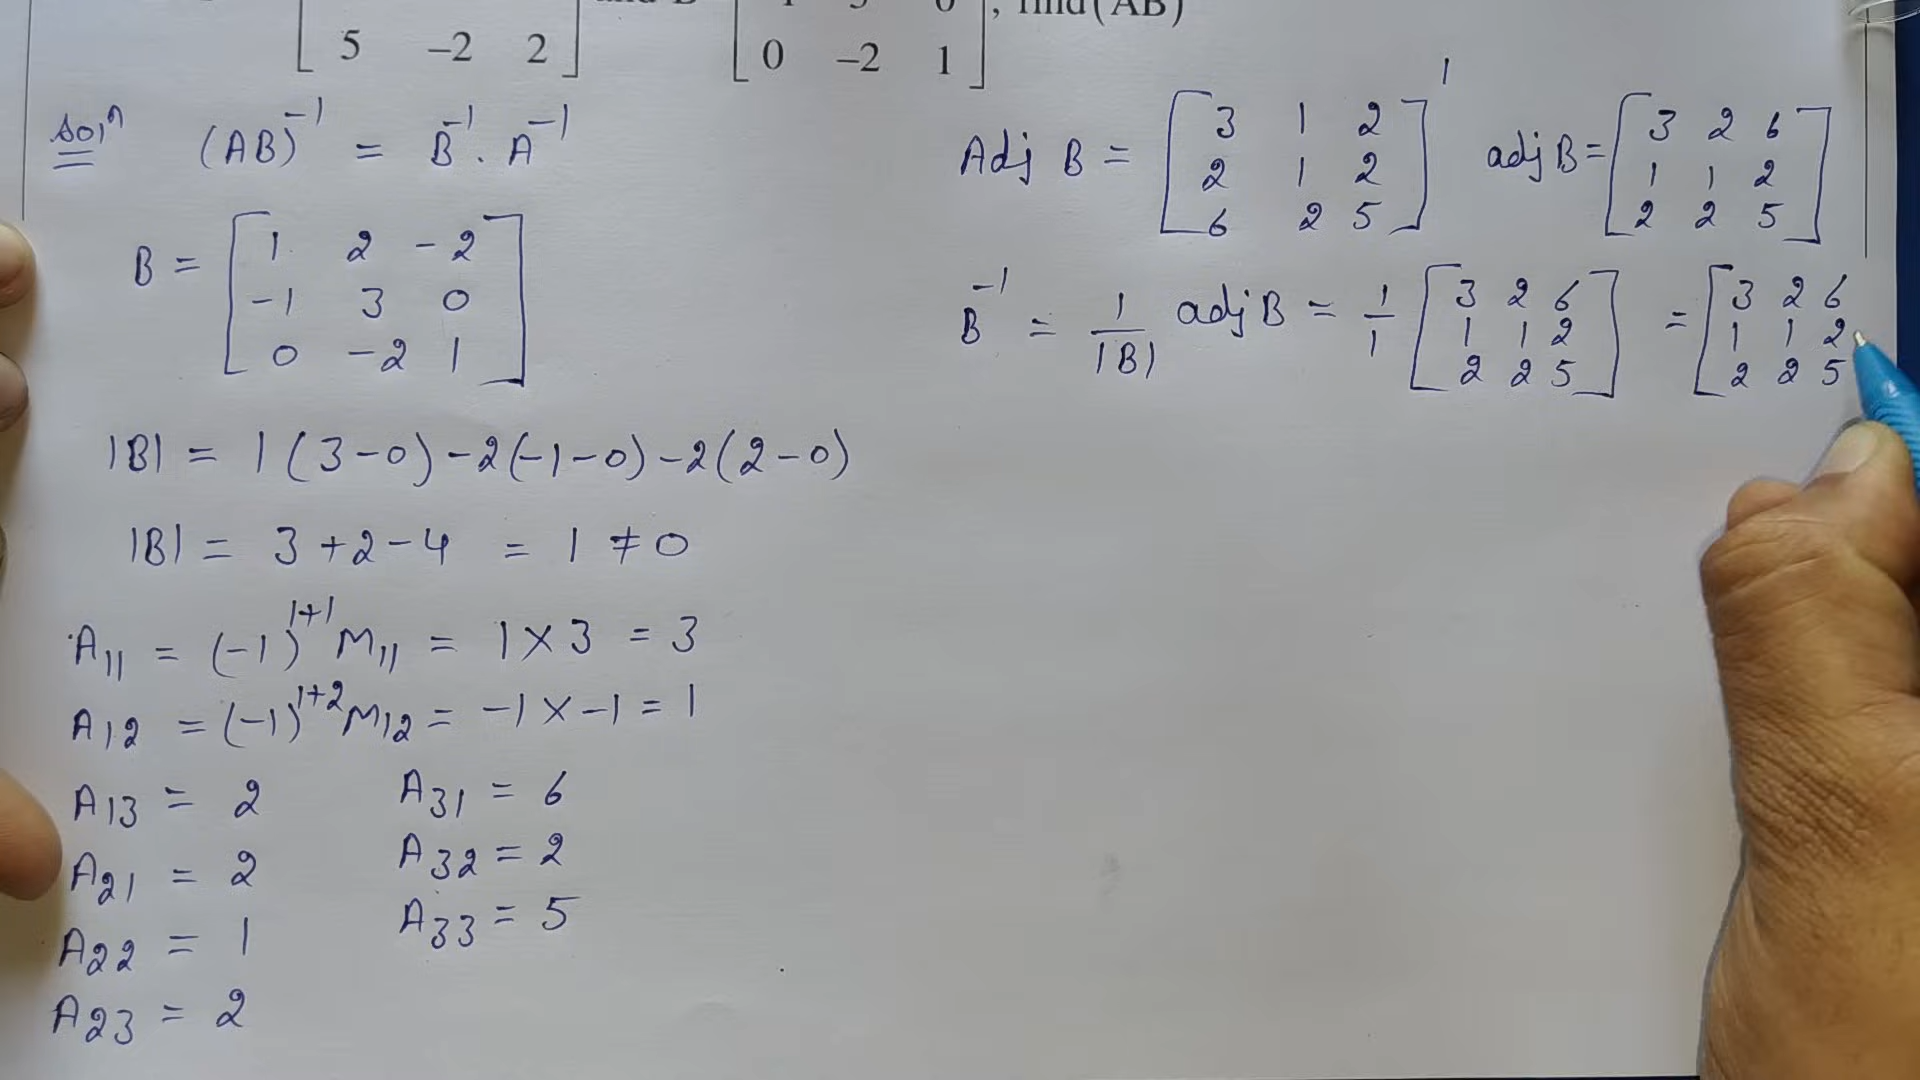 5 -2 2
0 -2 1
, find (AB)
Solⁿ (AB)⁻¹ = B⁻¹ . A⁻¹
B = [1 2 -2
-1 3 0
0 -2 1]
|B| = 1(3-0)-2(-1-0)-2(2-0)
|B| = 3+2-4 = 1 ≠ 0
A₁₁ = (-1)¹⁺¹ M₁₁ = 1×3 = 3
A₁₂ = (-1)¹⁺² M₁₂ = -1×-1 = 1
A₁₃ = 2
A₂₁ = 2
A₂₂ = 1
A₂₃ = 2
A₃₁ = 6
A₃₂ = 2
A₃₃ = 5
Adj B = [3 1 2
2 1 2
6 2 5]′
adj B = [3 2 6
1 1 2
2 2 5]
B⁻¹ = 1/|B| adj B = 1/1 [3 2 6
1 1 2
2 2 5]
= [3 2 6
1 1 2
2 2 5